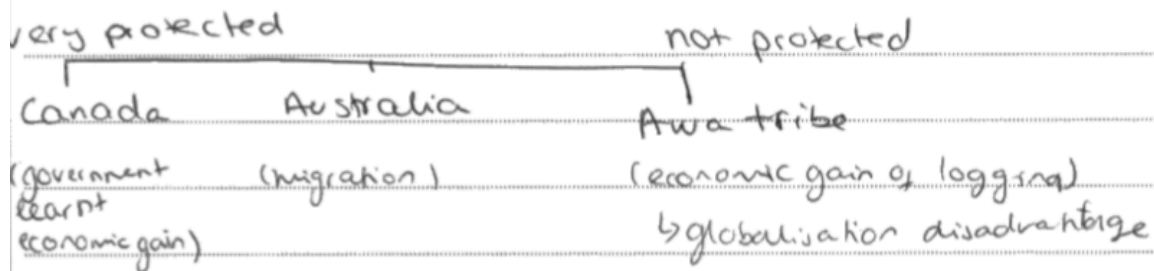 very protected not protected
Canada Australia Awa tribe
(government (migration) (economic gain of logging)
learnt ↳globalisation disadvantage
economic gain)